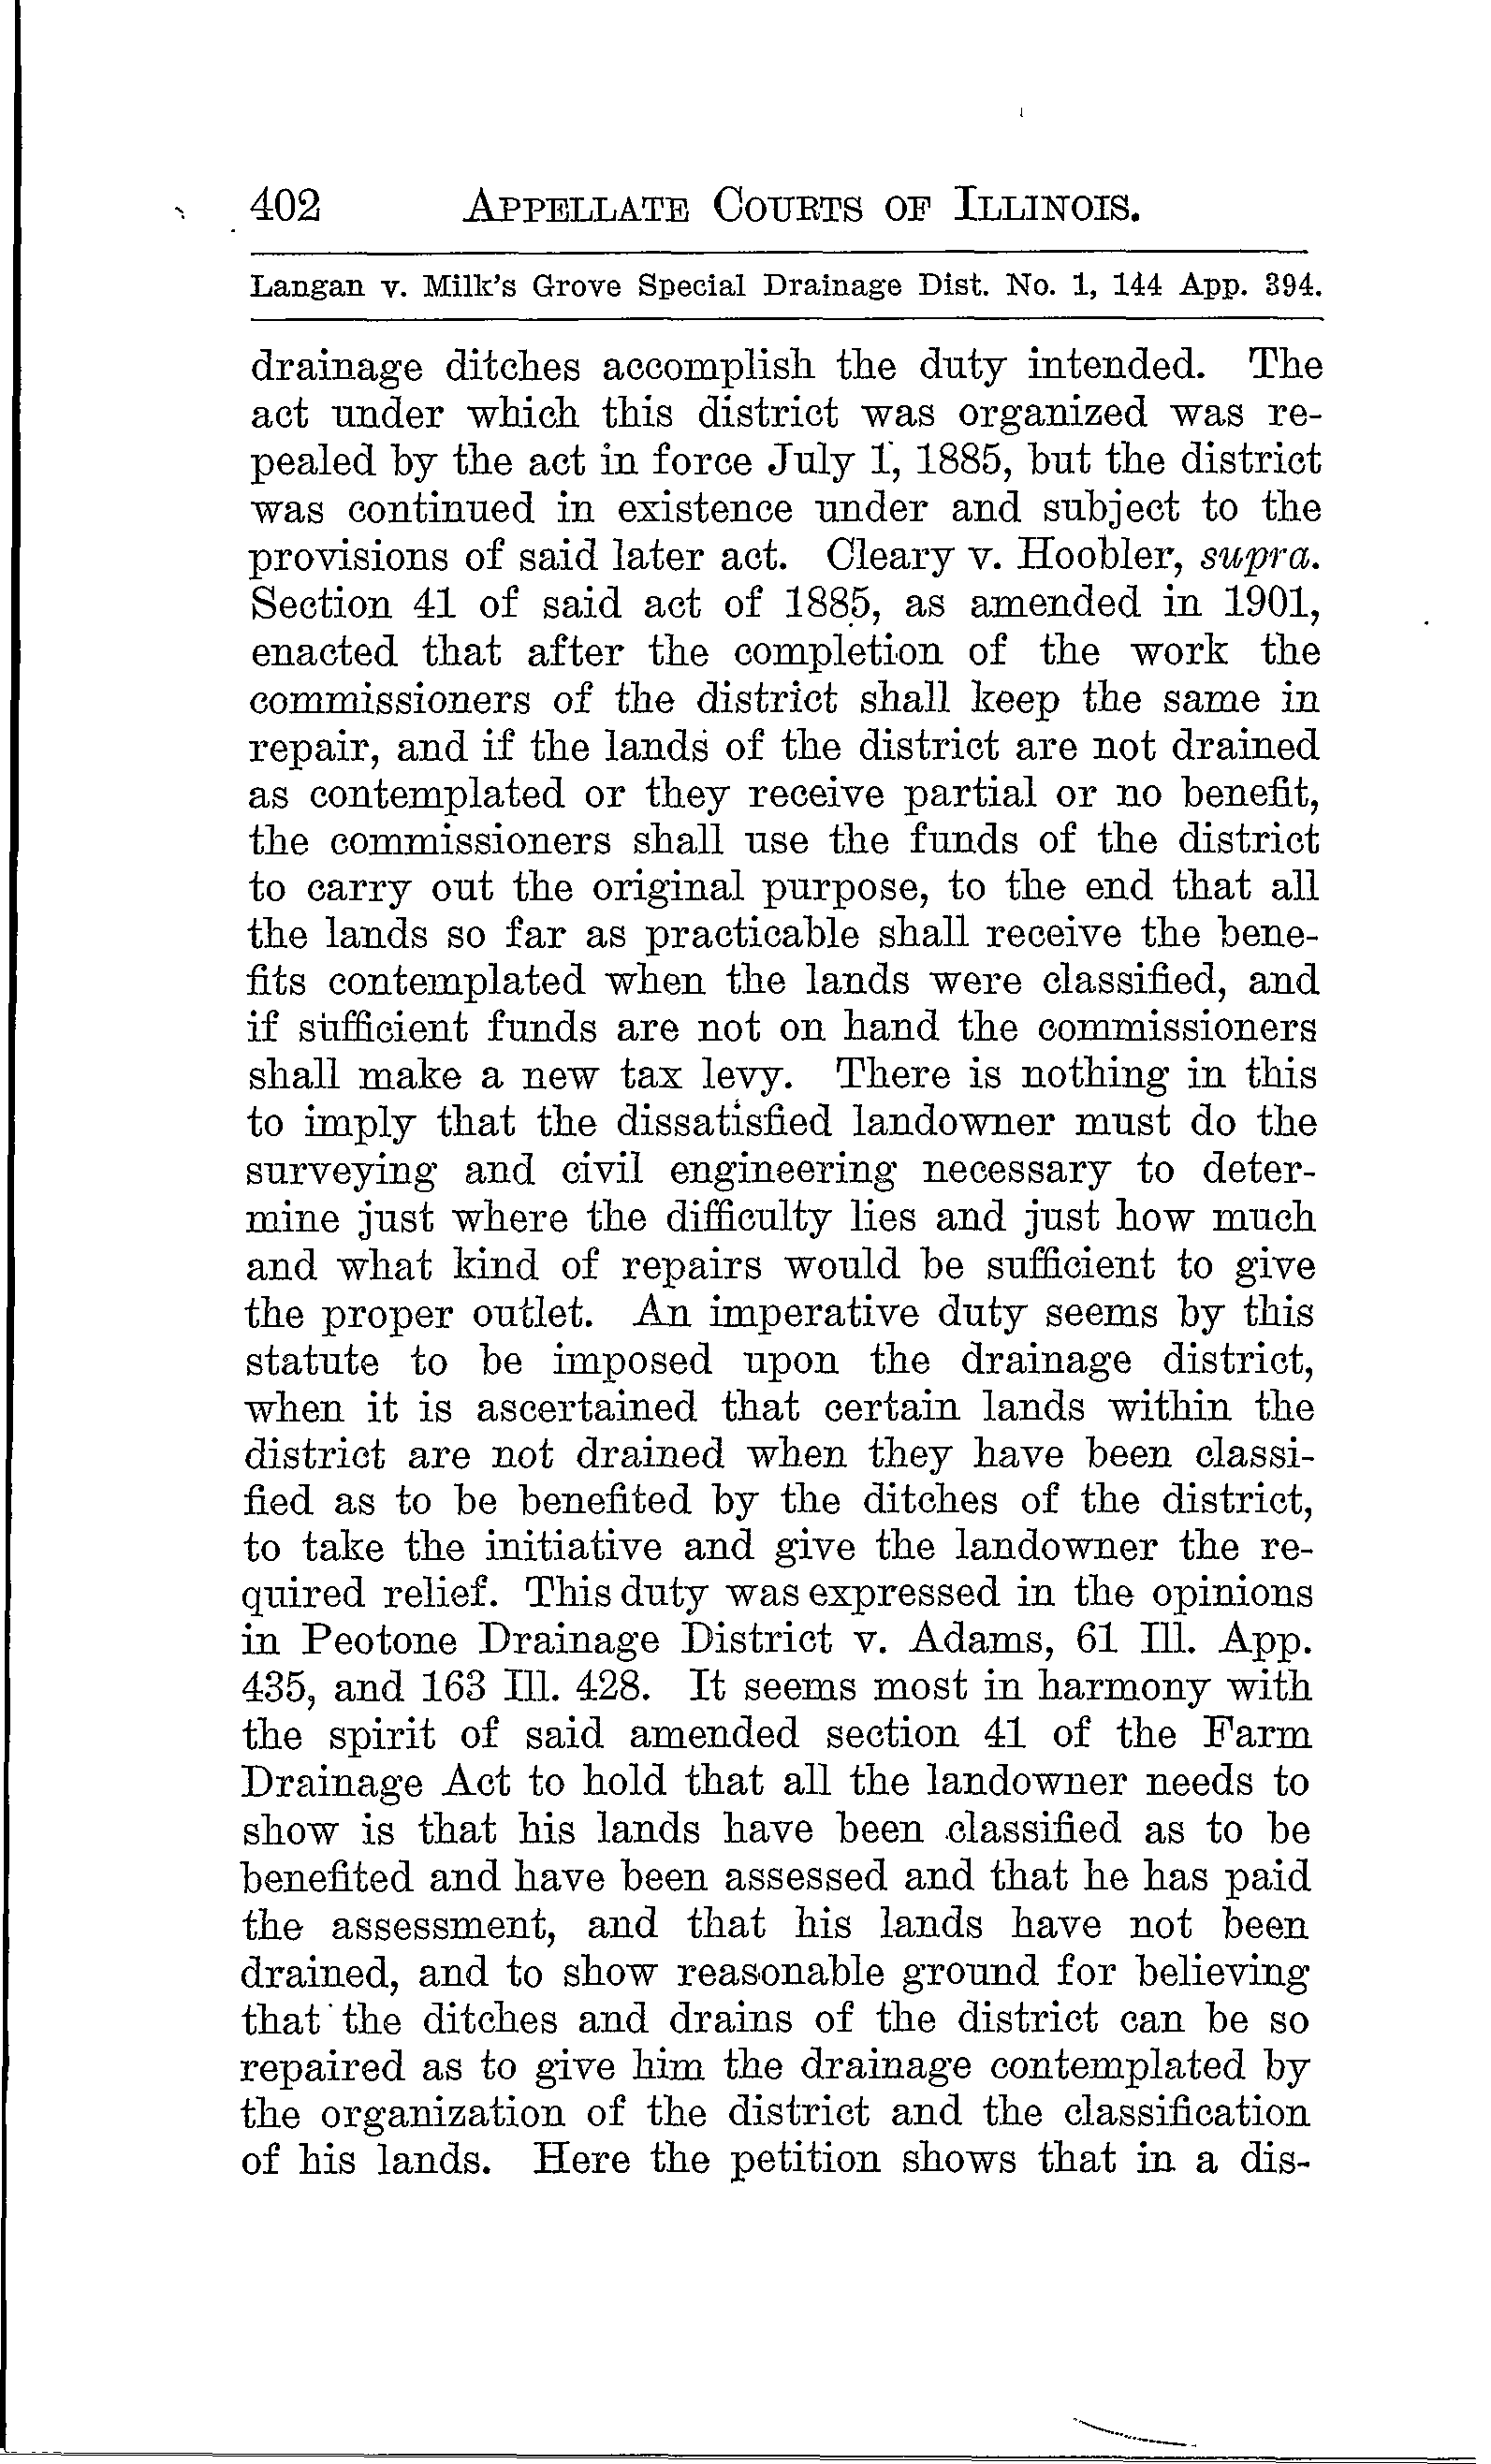 402 APPELLATE COURTS OF ILLINOIS.
Langan v. Milk's Grove Special Drainage Dist. No. 1, 144 App. 394.
drainage ditches accomplish the duty intended. The
act under which this district was organized was re-
pealed by the act in force July 1, 1885, but the district
was continued in existence under and subject to the
provisions of said later act. Cleary v. Hoobler, supra.
Section 41 of said act of 1885, as amended in 1901,
enacted that after the completion of the work the
commissioners of the district shall keep the same in
repair, and if the lands of the district are not drained
as contemplated or they receive partial or no benefit,
the commissioners shall use the funds of the district
to carry out the original purpose, to the end that all
the lands so far as practicable shall receive the bene-
fits contemplated when the lands were classified, and
if sufficient funds are not on hand the commissioners
shall make a new tax levy. There is nothing in this
to imply that the dissatisfied landowner must do the
surveying and civil engineering necessary to deter-
mine just where the difficulty lies and just how much
and what kind of repairs would be sufficient to give
the proper outlet. An imperative duty seems by this
statute to be imposed upon the drainage district,
when it is ascertained that certain lands within the
district are not drained when they have been classi-
fied as to be benefited by the ditches of the district,
to take the initiative and give the landowner the re-
quired relief. This duty was expressed in the opinions
in Peotone Drainage District v. Adams, 61 Ill. App.
435, and 163 Ill. 428. It seems most in harmony with
the spirit of said amended section 41 of the Farm
Drainage Act to hold that all the landowner needs to
show is that his lands have been classified as to be
benefited and have been assessed and that he has paid
the assessment, and that his lands have not been
drained, and to show reasonable ground for believing
that the ditches and drains of the district can be so
repaired as to give him the drainage contemplated by
the organization of the district and the classification
of his lands. Here the petition shows that in a dis-